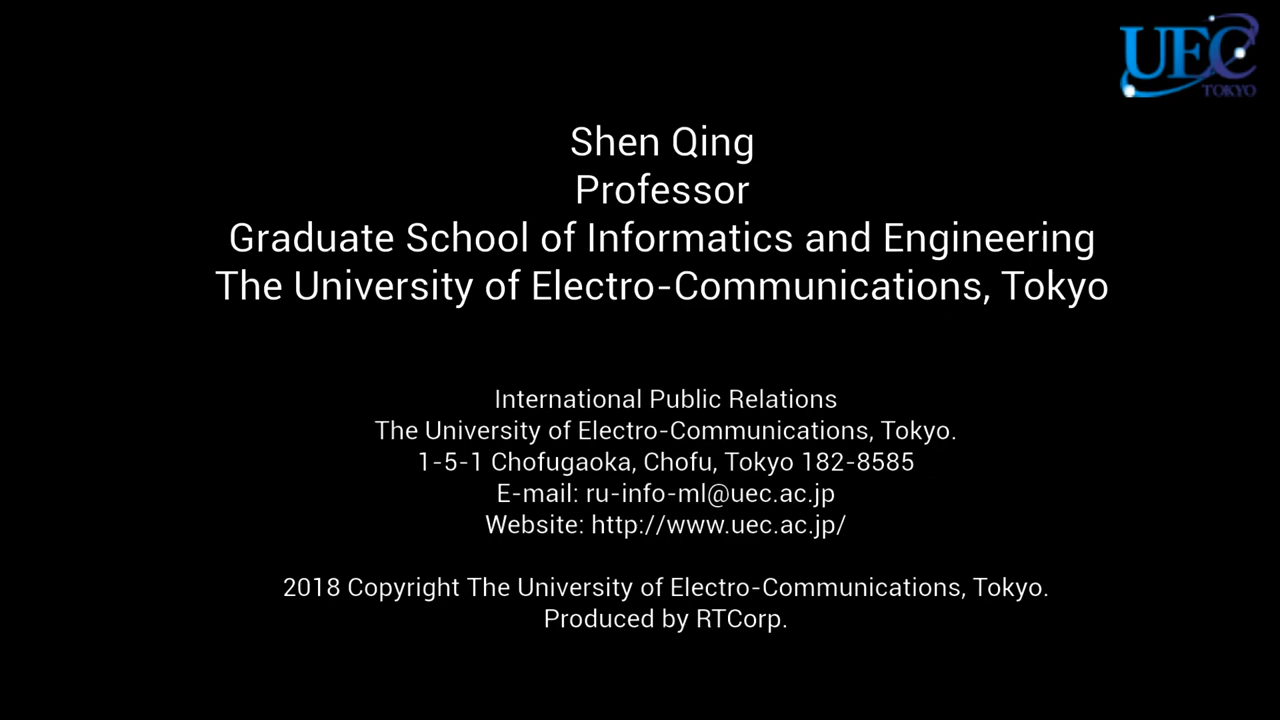 UEC
TOKYO
Shen Qing
Professor
Graduate School of Informatics and Engineering
The University of Electro-Communications, Tokyo
International Public Relations
The University of Electro-Communications, Tokyo.
1-5-1 Chofugaoka, Chofu, Tokyo 182-8585
E-mail: ru-info-ml@uec.ac.jp
Website: http://www.uec.ac.jp/
2018 Copyright The University of Electro-Communications, Tokyo.
Produced by RTCorp.